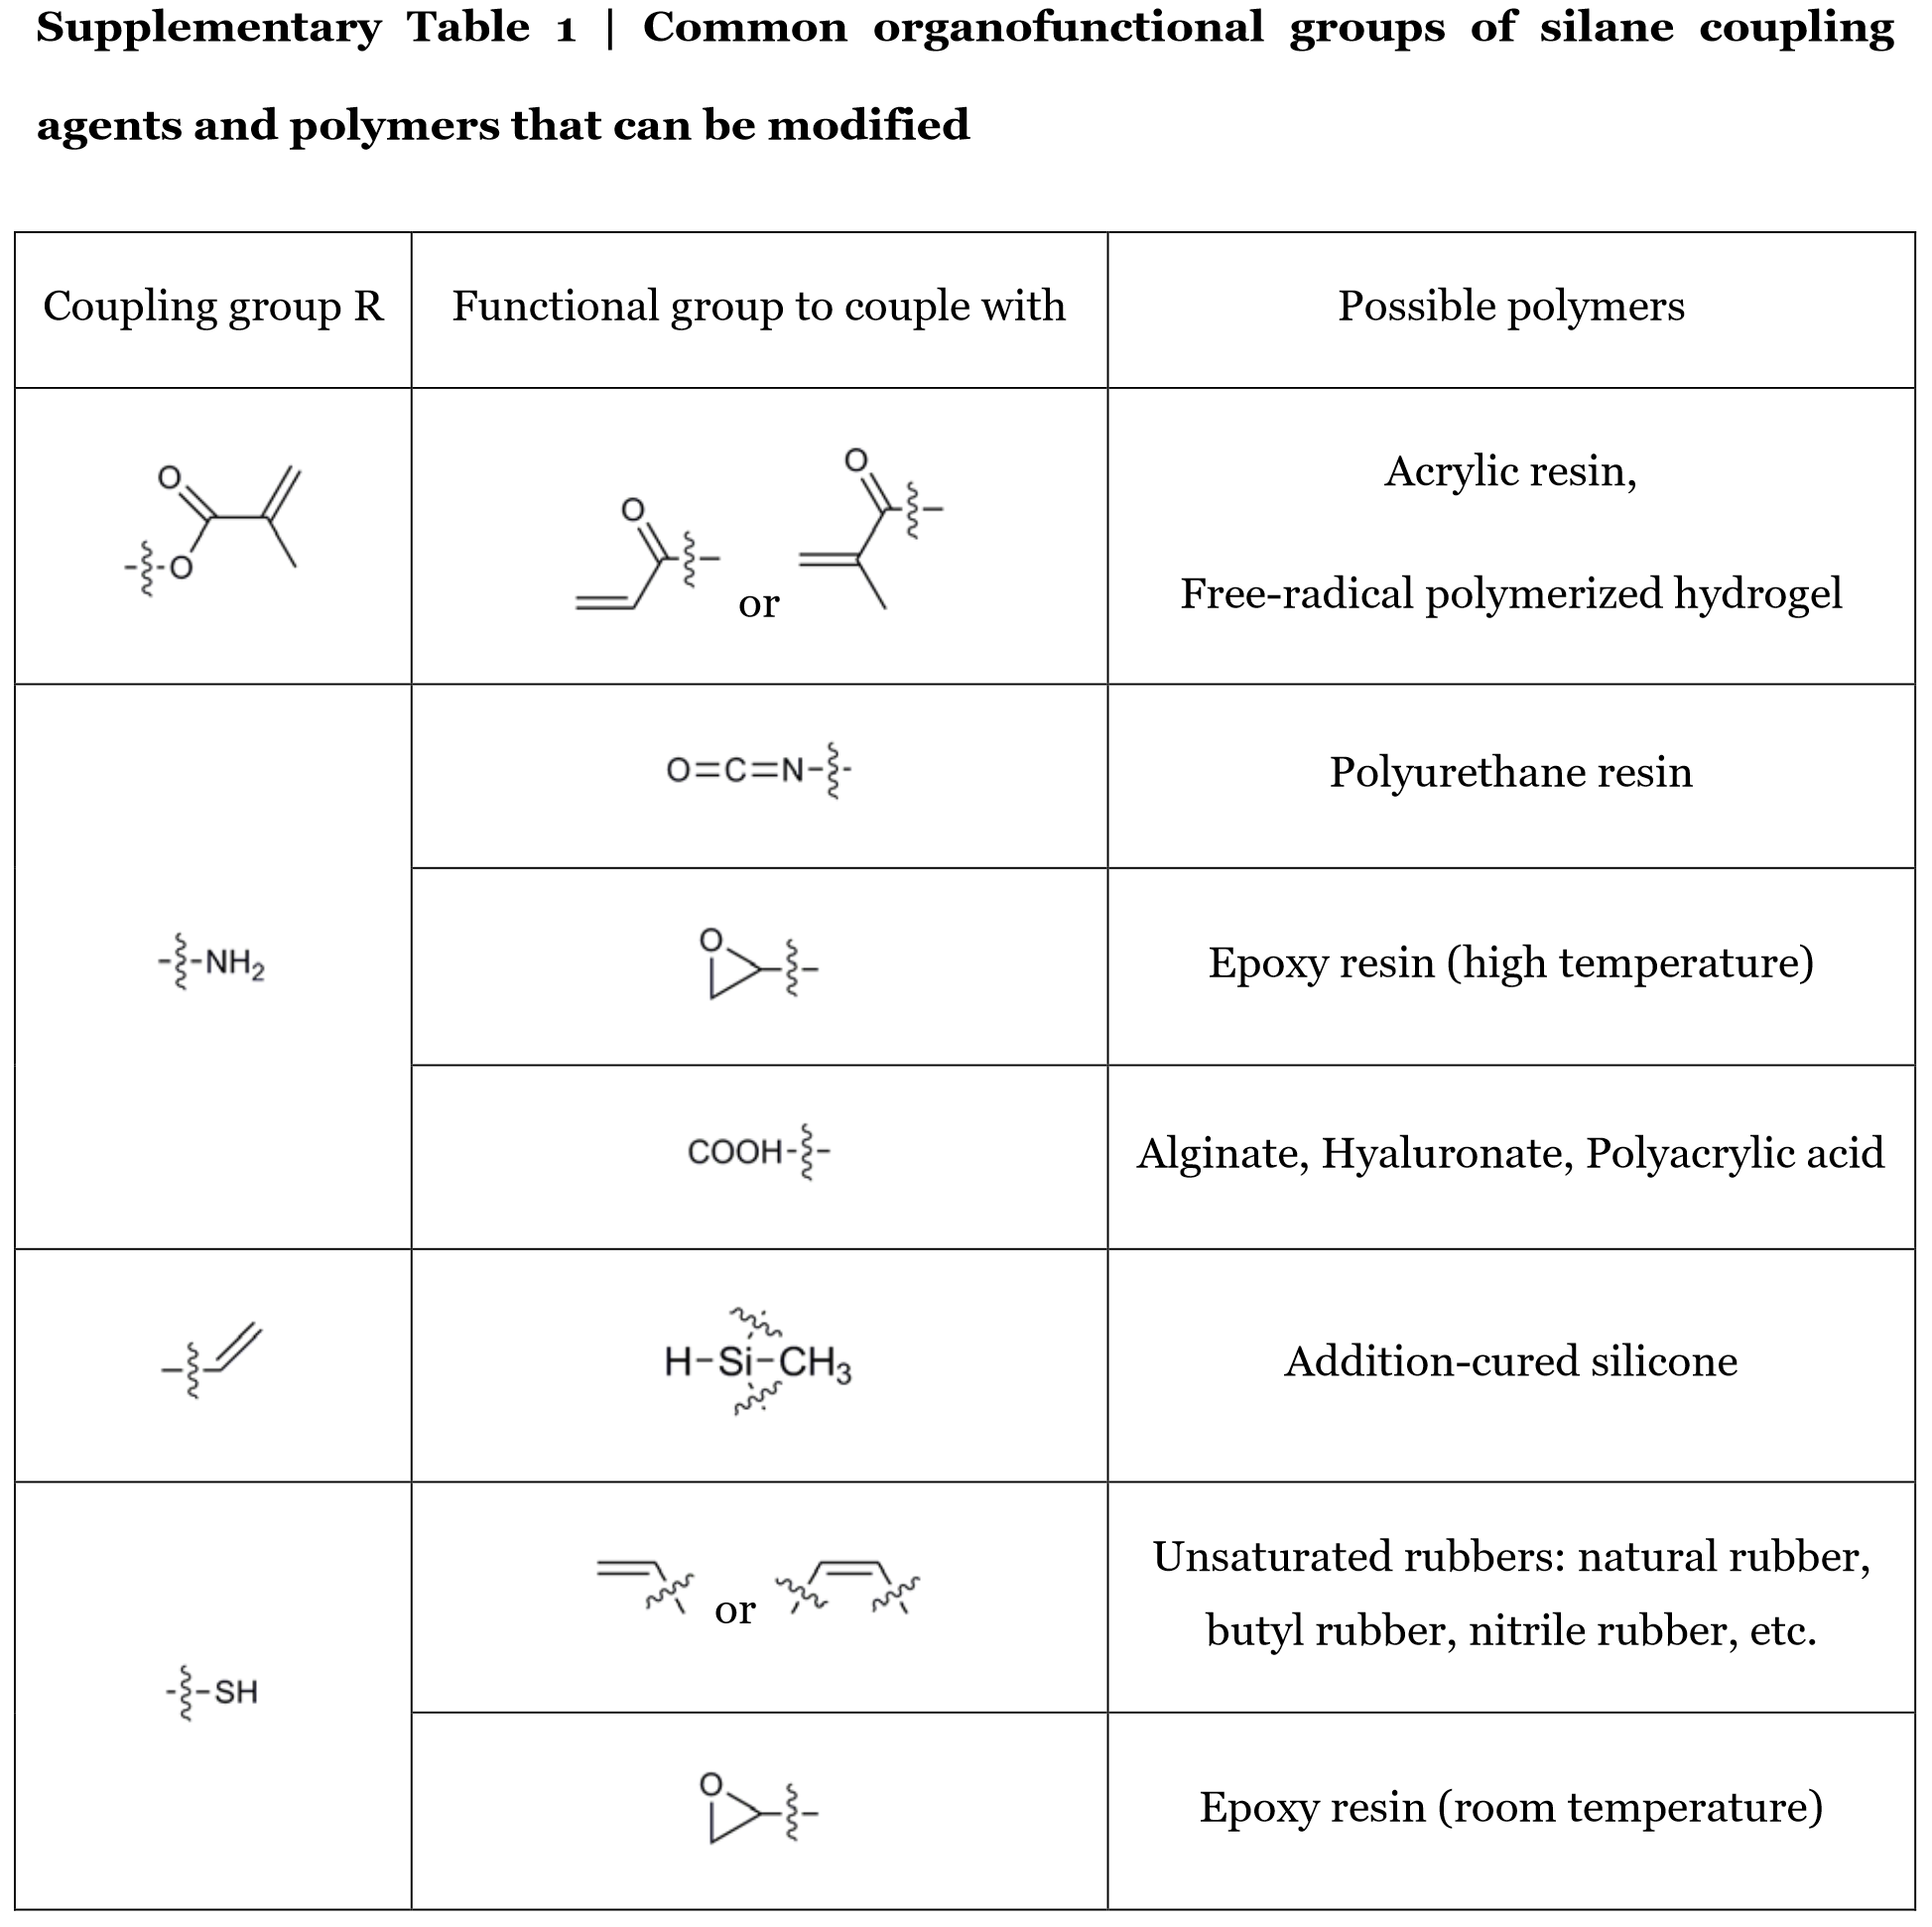 Supplementary Table 1 | Common organofunctional groups of silane coupling
agents and polymers that can be modified
Coupling group R
Functional group to couple with
Possible polymers
O
O
O
or
O
Acrylic resin,
Free-radical polymerized hydrogel
NH2
O=C=N
Polyurethane resin
O
Epoxy resin (high temperature)
COOH
Alginate, Hyaluronate, Polyacrylic acid
H-Si-CH3
Addition-cured silicone
SH
or
Unsaturated rubbers: natural rubber,
butyl rubber, nitrile rubber, etc.
O
Epoxy resin (room temperature)